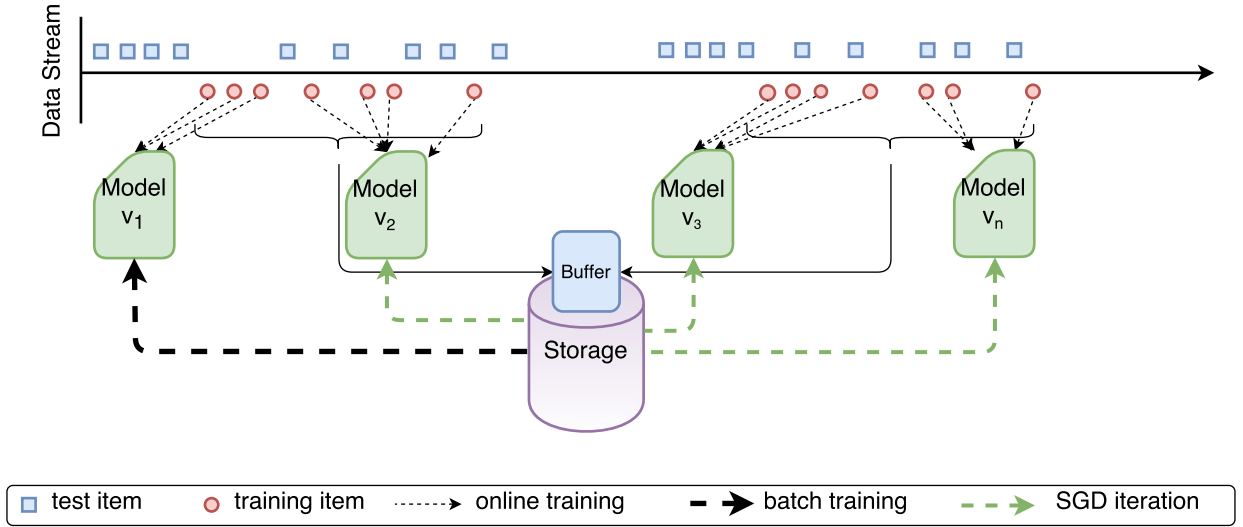 Data Stream
Model
v1
Model
v2
Model
v3
Model
vn
Buffer
Storage
test item
training item
online training
batch training
SGD iteration